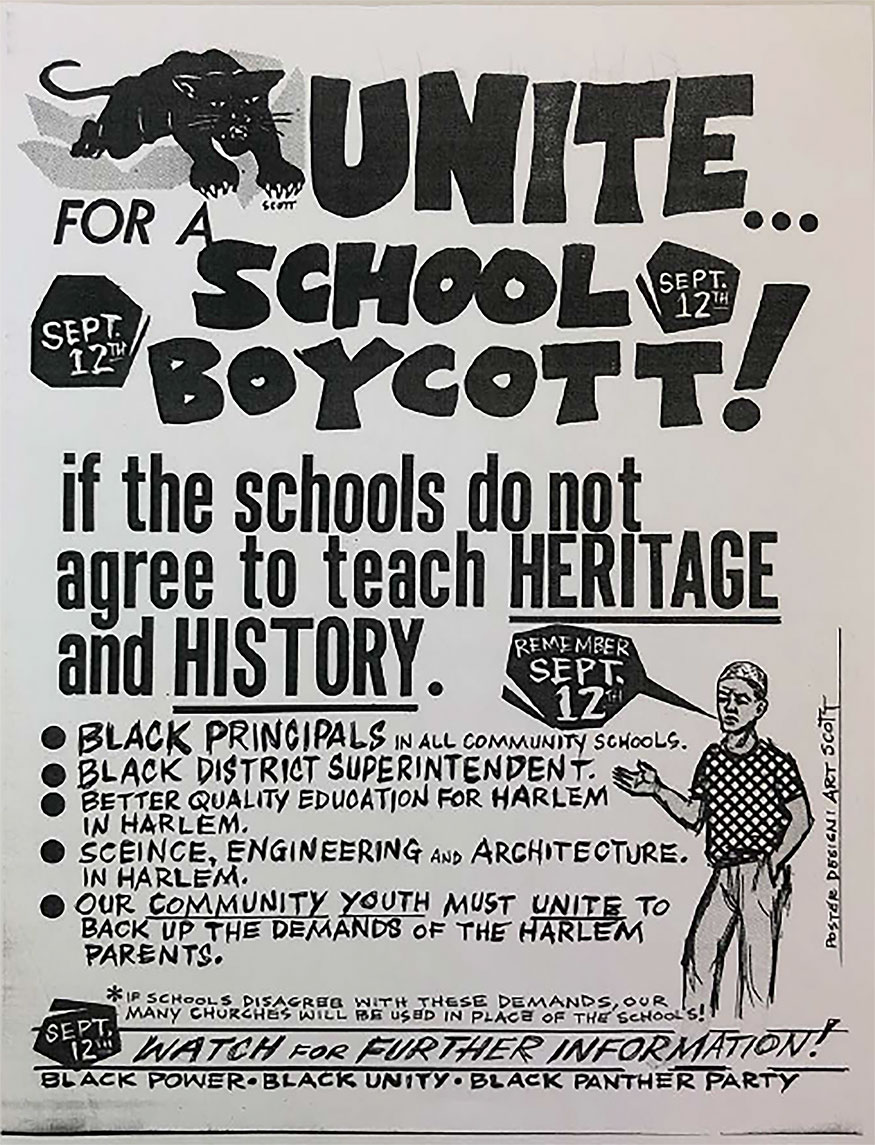 SCOTT
UNITE...
FOR A
SCHOOL
SEPT.
12TH
SEPT.
12TH
BOYCOTT!
if the schools do not
agree to teach HERITAGE
and HISTORY.
REMEMBER
SEPT.
12TH
● BLACK PRINCIPALS IN ALL COMMUNITY SCHOOLS.
● BLACK DISTRICT SUPERINTENDENT.
● BETTER QUALITY EDUCATION FOR HARLEM
IN HARLEM.
● SCEINCE, ENGINEERING AND ARCHITECTURE.
IN HARLEM.
● OUR COMMUNITY YOUTH MUST UNITE TO
BACK UP THE DEMANDS OF THE HARLEM
PARENTS.
POSTER DESIGN: ART SCOTT
*IF SCHOOLS DISAGREE WITH THESE DEMANDS, OUR
MANY CHURCHES WILL BE USED IN PLACE OF THE SCHOOLS!
SEPT.
12TH
WATCH FOR FURTHER INFORMATION!
BLACK POWER • BLACK UNITY • BLACK PANTHER PARTY